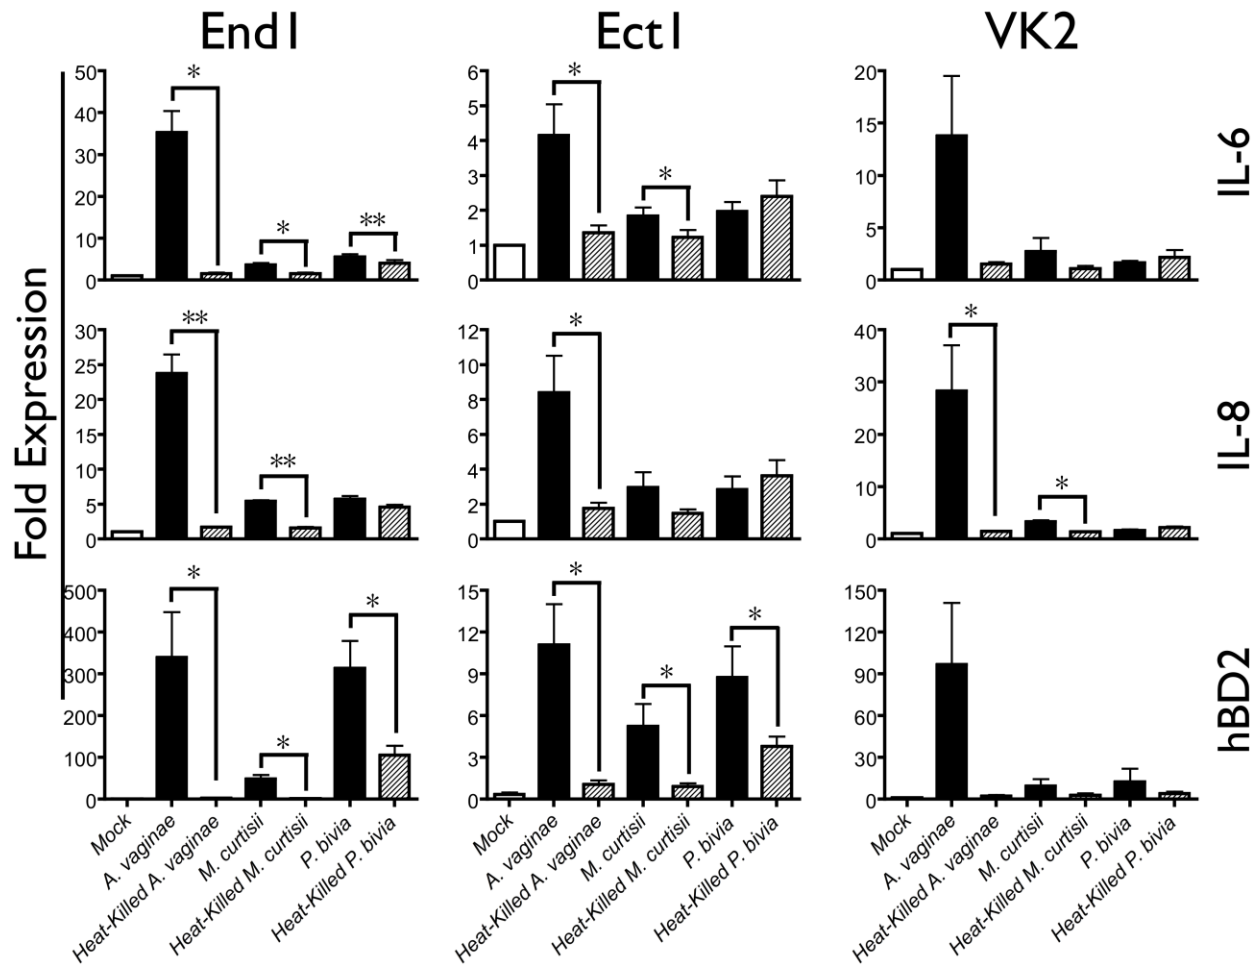 End1 Ect1 VK2
Fold Expression
50
40
30
20
10
0
*
*
**
6
5
4
3
2
1
0
*
*
20
15
10
5
0
IL-6
30
25
20
15
10
5
0
**
**
12
10
8
6
4
2
0
*
40
30
20
10
0
*
*
IL-8
500
400
300
200
100
0
*
*
*
15
12
9
6
3
0
*
*
*
150
120
90
60
30
0
hBD2
Mock
A. vaginae
Heat-Killed A. vaginae
M. curtisii
Heat-Killed M. curtisii
P. bivia
Heat-Killed P. bivia
Mock
A. vaginae
Heat-Killed A. vaginae
M. curtisii
Heat-Killed M. curtisii
P. bivia
Heat-Killed P. bivia
Mock
A. vaginae
Heat-Killed A. vaginae
M. curtisii
Heat-Killed M. curtisii
P. bivia
Heat-Killed P. bivia